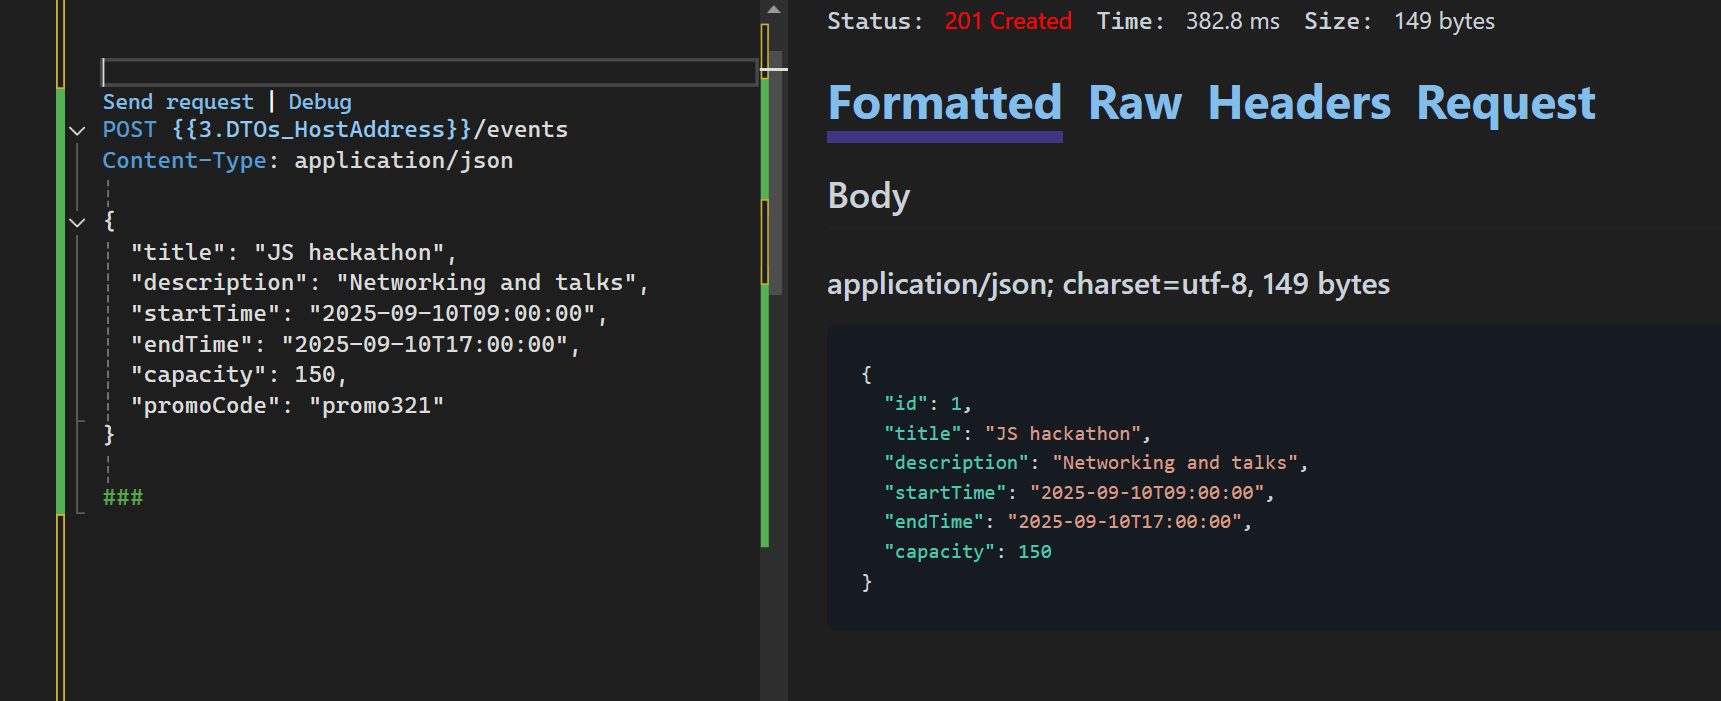 Send request | Debug
POST {{3.DTOs_HostAddress}}/events
Content-Type: application/json
{
"title": "JS hackathon",
"description": "Networking and talks",
"startTime": "2025-09-10T09:00:00",
"endTime": "2025-09-10T17:00:00",
"capacity": 150,
"promoCode": "promo321"
}
###
Status: 201 Created Time: 382.8 ms Size: 149 bytes
Formatted Raw Headers Request
Body
application/json; charset=utf-8, 149 bytes
{
"id": 1,
"title": "JS hackathon",
"description": "Networking and talks",
"startTime": "2025-09-10T09:00:00",
"endTime": "2025-09-10T17:00:00",
"capacity": 150
}